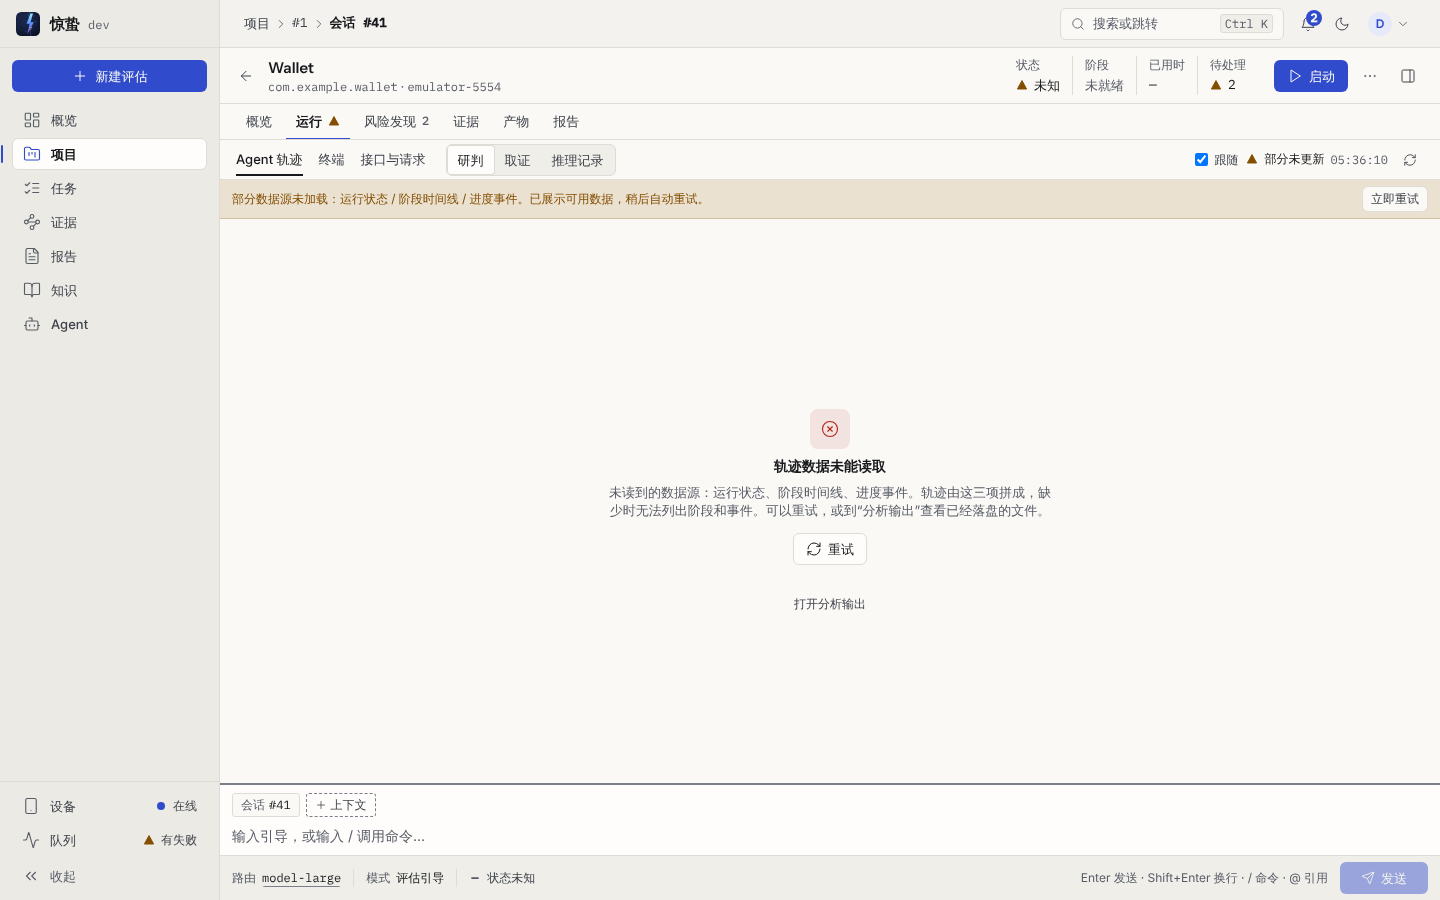 惊蛰 dev
项目 #1 会话 #41
搜索或跳转 Ctrl K
2
D
新建评估
概览
项目
任务
证据
报告
知识
Agent
设备 在线
队列 有失败
收起
Wallet
com.example.wallet · emulator-5554
状态 未知
阶段 未就绪
已用时 —
待处理 2
启动
概览 运行 风险发现 2 证据 产物 报告
Agent 轨迹 终端 接口与请求 研判 取证 推理记录
跟随 部分未更新 05:36:10
部分数据源未加载：运行状态 / 阶段时间线 / 进度事件。已展示可用数据，稍后自动重试。
立即重试
轨迹数据未能读取
未读到的数据源：运行状态、阶段时间线、进度事件。轨迹由这三项拼成，缺
少时无法列出阶段和事件。可以重试，或到“分析输出”查看已经落盘的文件。
重试
打开分析输出
会话 #41 + 上下文
输入引导，或输入 / 调用命令...
路由 model-large 模式 评估引导 — 状态未知
Enter 发送 · Shift+Enter 换行 · / 命令 · @ 引用
发送